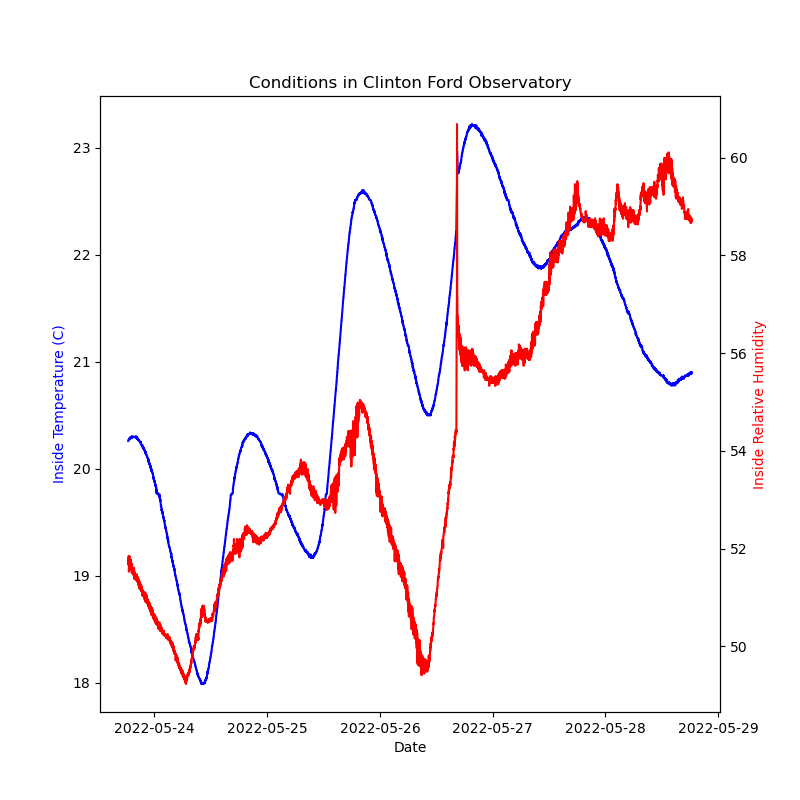 Conditions in Clinton Ford Observatory
Inside Temperature (C)
23
22
21
20
19
18
60
58
56
54
52
50
Inside Relative Humidity
2022-05-24 2022-05-25 2022-05-26 2022-05-27 2022-05-28 2022-05-29
Date